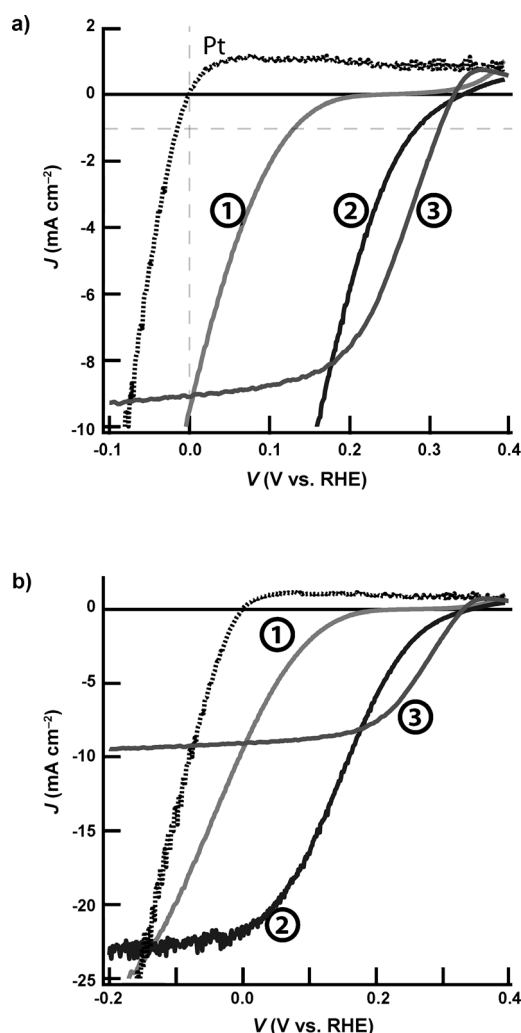 a)
2
0
-2
-4
-6
-8
-10
J (mA cm⁻²)
Pt
①
②
③
-0.1 0.0 0.1 0.2 0.3 0.4
V (V vs. RHE)
b)
0
-5
-10
-15
-20
-25
J (mA cm⁻²)
①
③
②
-0.2 0.0 0.2 0.4
V (V vs. RHE)